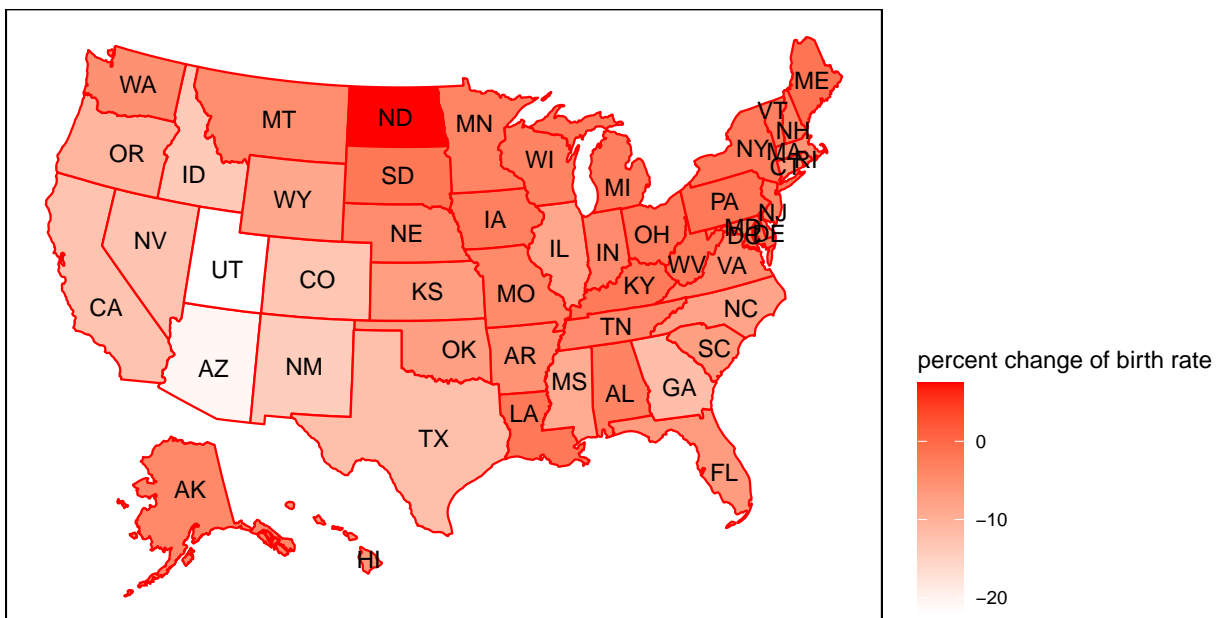 ME
WA
VT
ND
MT
MN
NH
NY
MA
OR
WI
RI
CT
ID
SD
MI
WY
PA
IA
NJ
MD
NE
OH
DE
DC
NV
IL
IN
UT
WV
VA
CO
KY
KS
MO
CA
NC
TN
OK
SC
AR
AZ
NM
MS
GA
AL
LA
TX
FL
AK
HI
percent change of birth rate
0
−10
−20